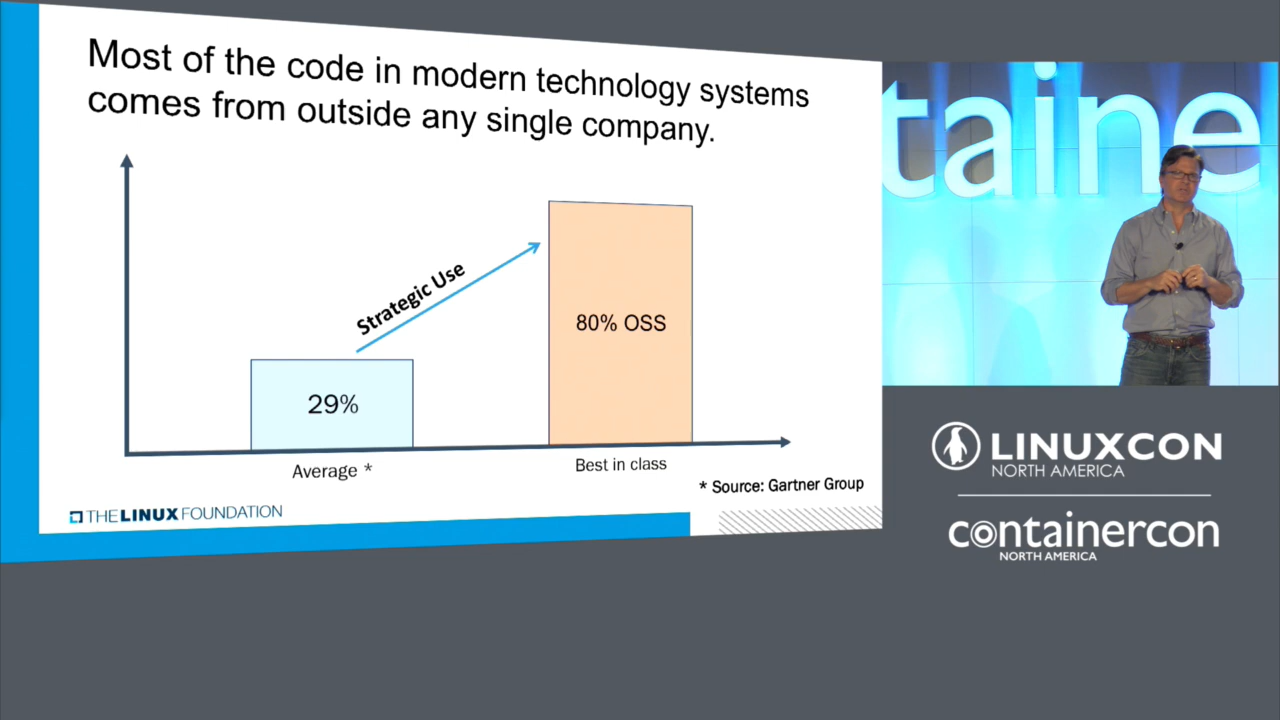 Most of the code in modern technology systems
comes from outside any single company.
Strategic Use
80% OSS
29%
Average *
Best in class
* Source: Gartner Group
THE LINUX FOUNDATION
taine
LINUXCON
NORTH AMERICA
containercon
NORTH AMERICA